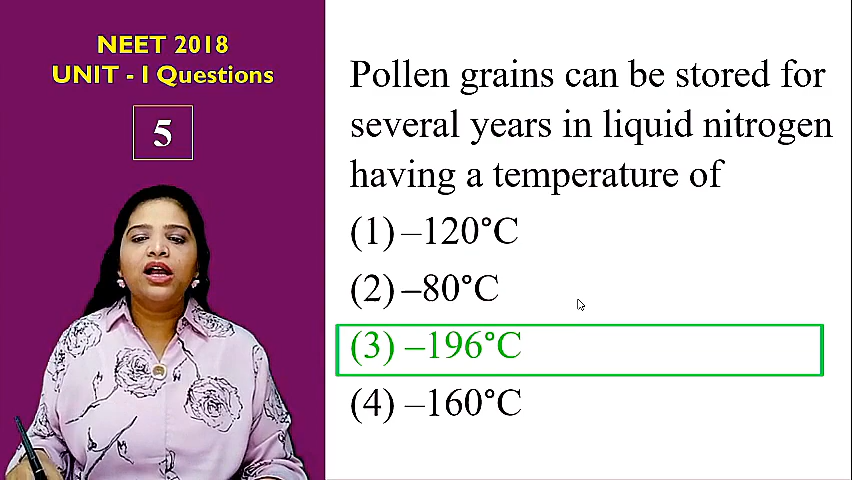 NEET 2018
UNIT - I Questions
5
Pollen grains can be stored for
several years in liquid nitrogen
having a temperature of
(1) –120°C
(2) –80°C
(3) –196°C
(4) –160°C